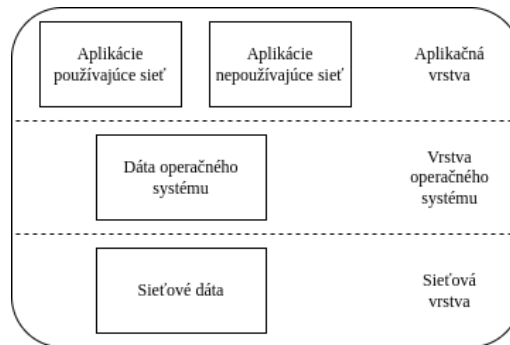 Aplikácie
používajúce sieť
Aplikácie
nepoužívajúce sieť
Aplikačná
vrstva
Dáta operačného
systému
Vrstva
operačného
systému
Sieťové dáta
Sieťová
vrstva